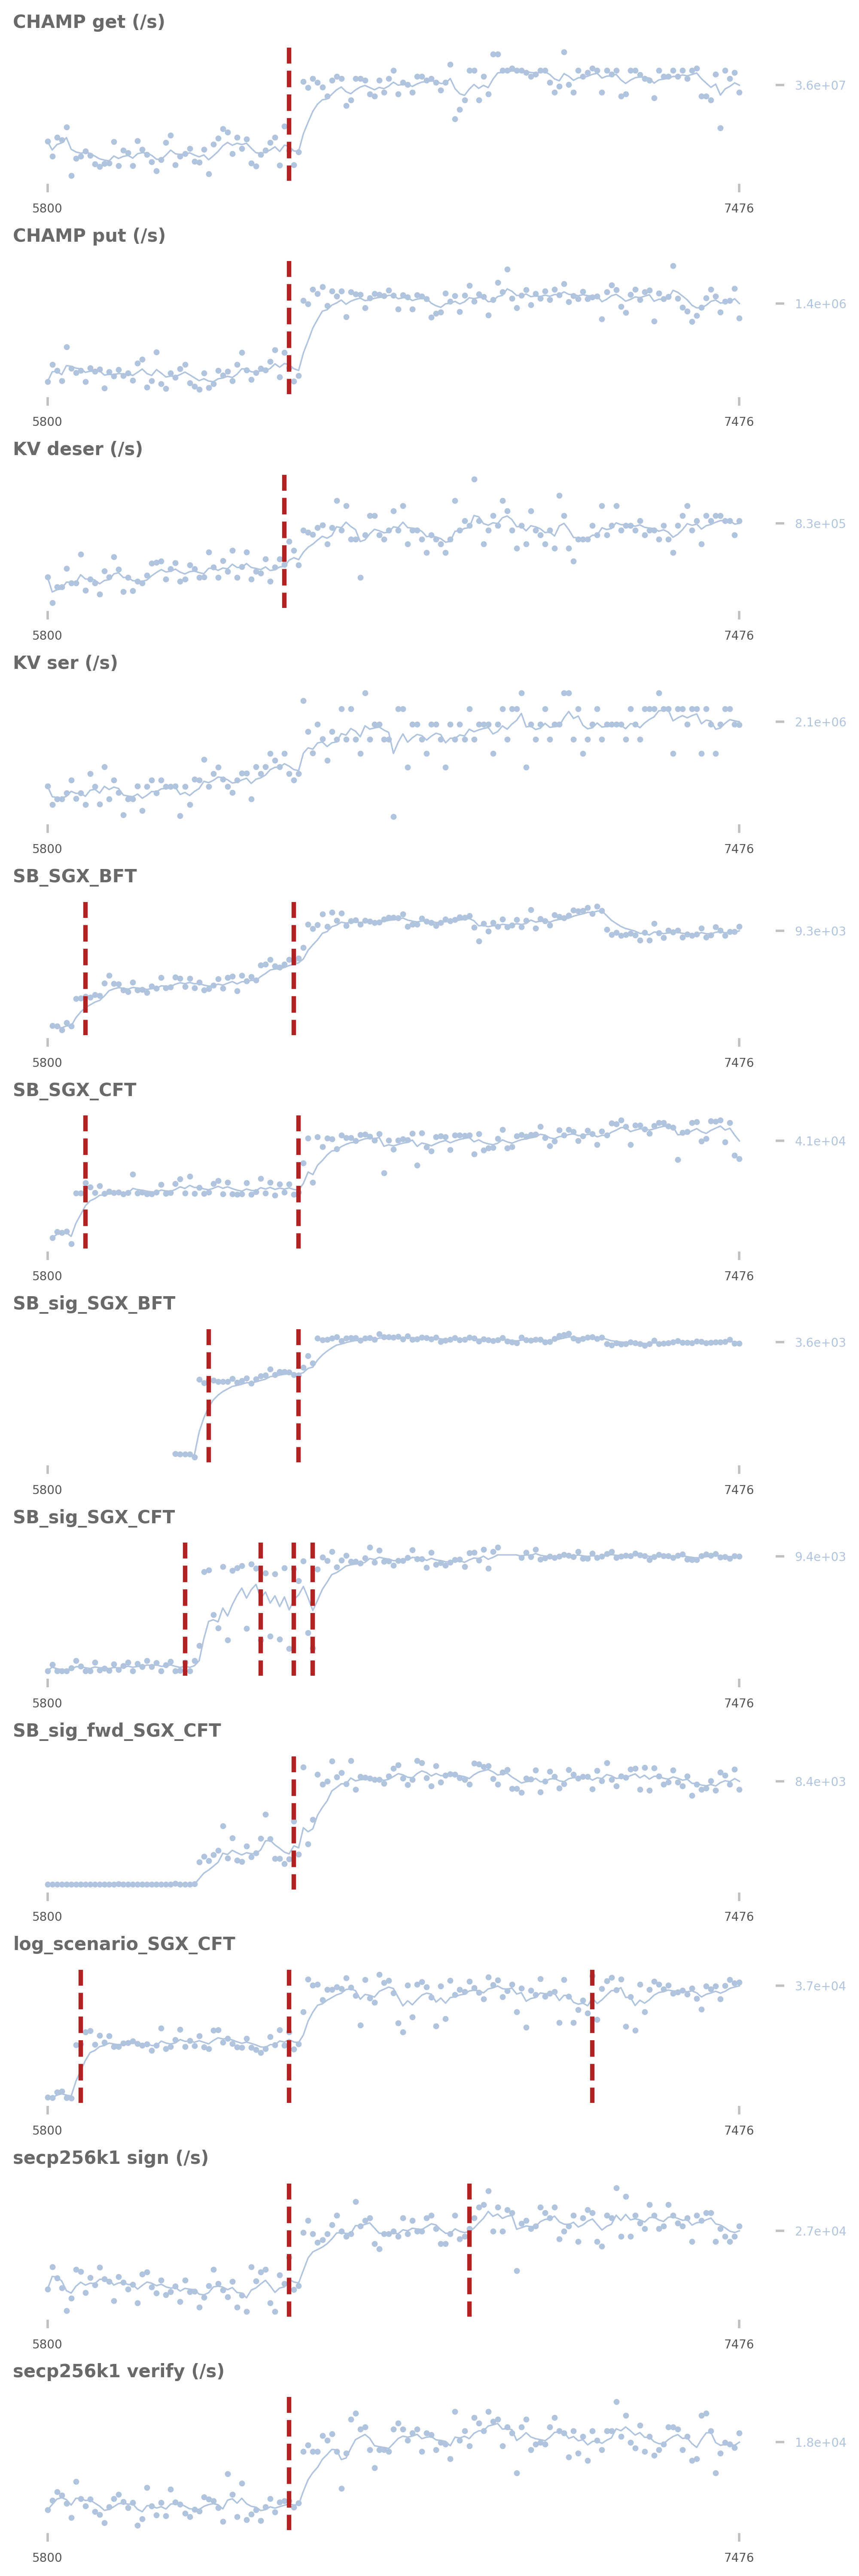 CHAMP get (/s)
3.6e+07
5800 7476
CHAMP put (/s)
1.4e+06
5800 7476
KV deser (/s)
8.3e+05
5800 7476
KV ser (/s)
2.1e+06
5800 7476
SB_SGX_BFT
9.3e+03
5800 7476
SB_SGX_CFT
4.1e+04
5800 7476
SB_sig_SGX_BFT
3.6e+03
5800 7476
SB_sig_SGX_CFT
9.4e+03
5800 7476
SB_sig_fwd_SGX_CFT
8.4e+03
5800 7476
log_scenario_SGX_CFT
3.7e+04
5800 7476
secp256k1 sign (/s)
2.7e+04
5800 7476
secp256k1 verify (/s)
1.8e+04
5800 7476